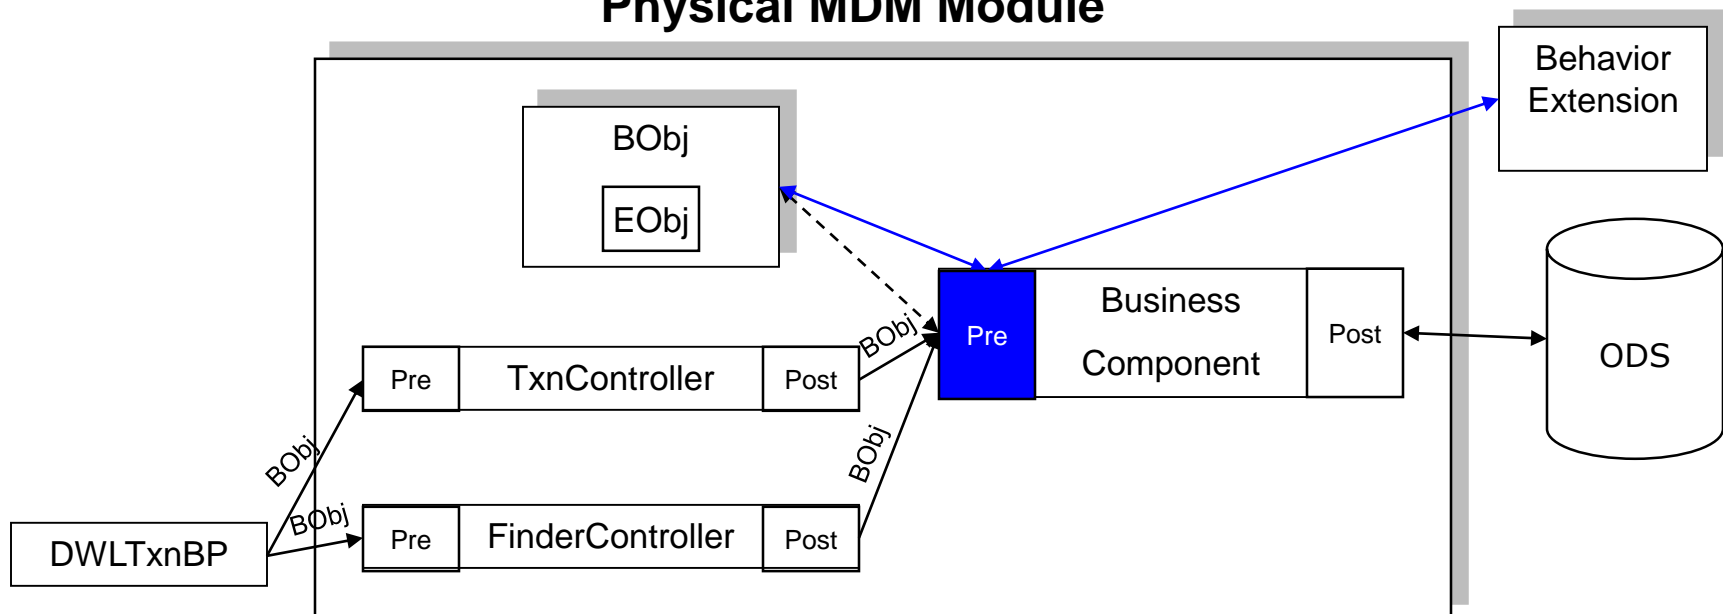 Physical MDM Module
Behavior
Extension
BObj
EObj
Business
Component
Pre
Post
ODS
BObj
Pre
TxnController
Post
BObj
BObj
BObj
Pre
FinderController
Post
DWLTxnBP